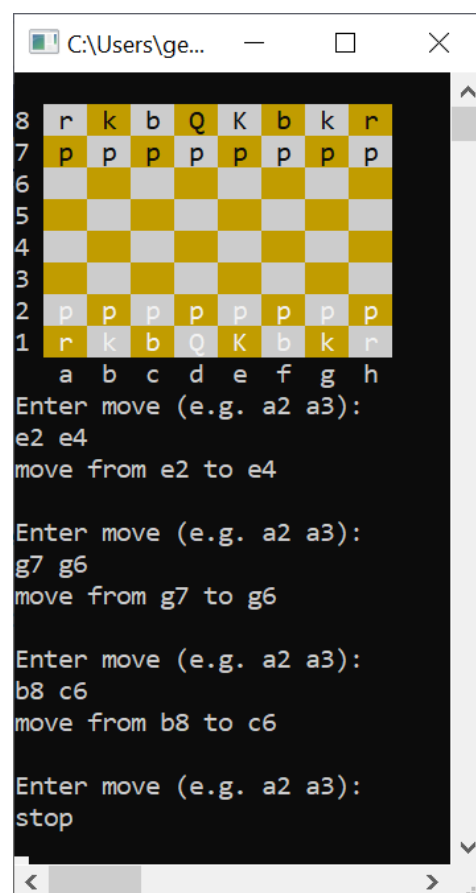 C:\Users\ge...
8 r k b Q K b k r
7 p p p p p p p p
6
5
4
3
2 p p p p p p p p
1 r k b Q K b k r
a b c d e f g h
Enter move (e.g. a2 a3):
e2 e4
move from e2 to e4
Enter move (e.g. a2 a3):
g7 g6
move from g7 to g6
Enter move (e.g. a2 a3):
b8 c6
move from b8 to c6
Enter move (e.g. a2 a3):
stop